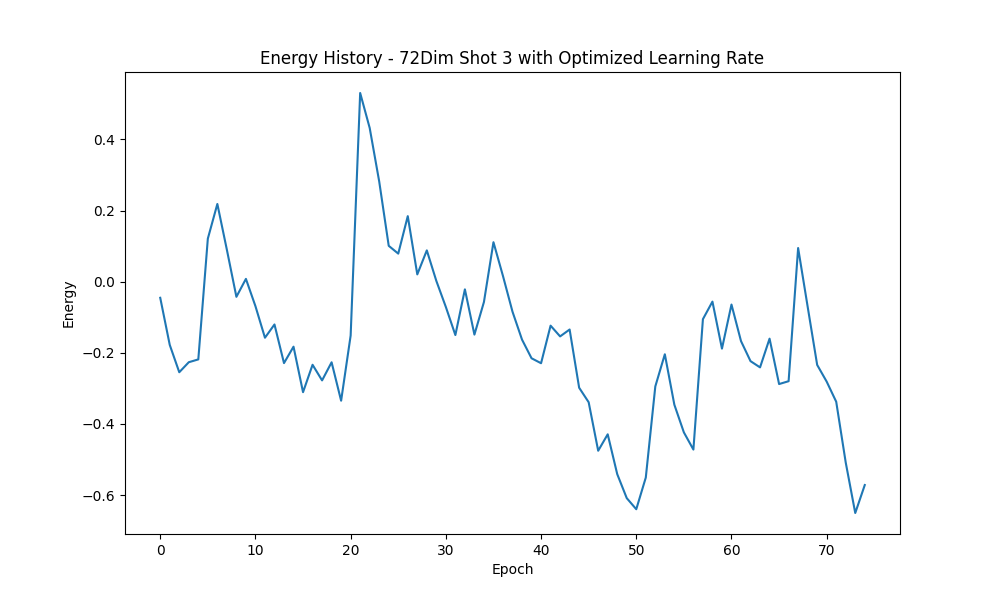 Energy History - 72Dim Shot 3 with Optimized Learning Rate
0.4
0.2
0.0
−0.2
−0.4
−0.6
Energy
0 10 20 30 40 50 60 70
Epoch